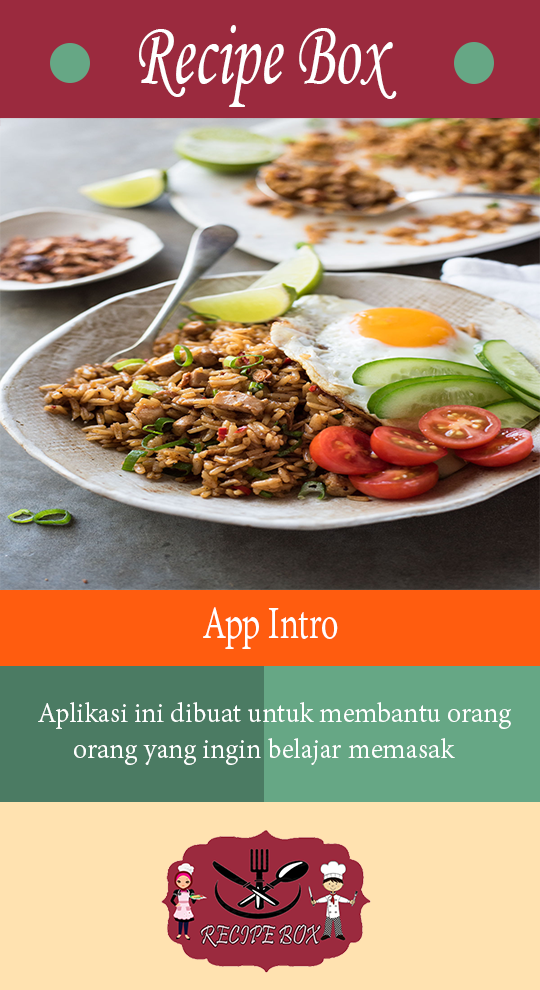 Recipe Box
App Intro
Aplikasi ini dibuat untuk membantu orang
orang yang ingin belajar memasak
RECIPE BOX